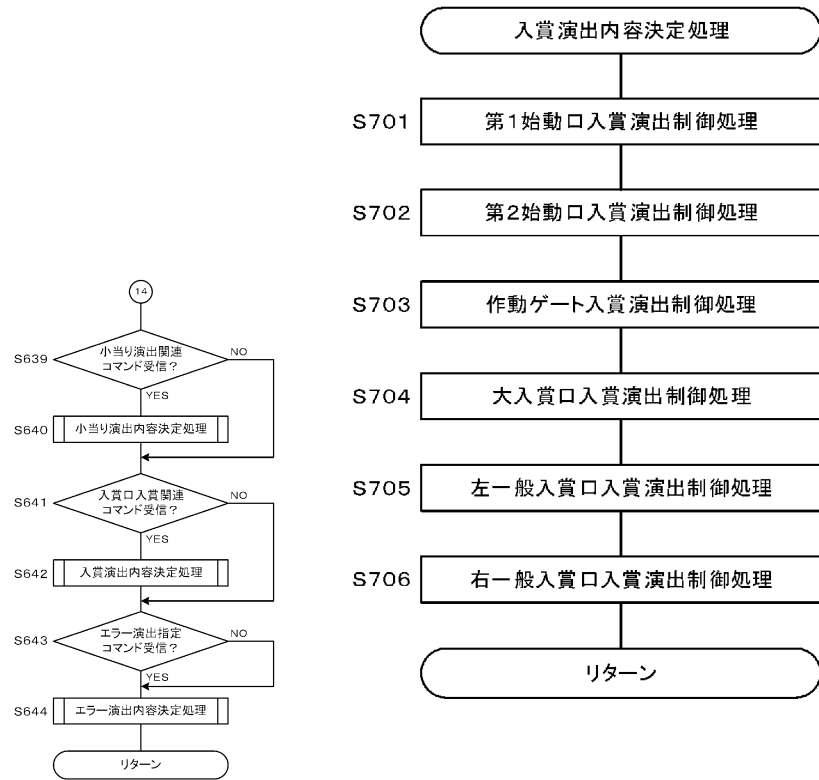 14
S639
小当り演出関連
コマンド受信？
NO
YES
S640
小当り演出内容決定処理
S641
入賞口入賞関連
コマンド受信？
NO
YES
S642
入賞演出内容決定処理
S643
エラー演出指定
コマンド受信？
NO
YES
S644
エラー演出内容決定処理
リターン
入賞演出内容決定処理
S701
第1始動口入賞演出制御処理
S702
第2始動口入賞演出制御処理
S703
作動ゲート入賞演出制御処理
S704
大入賞口入賞演出制御処理
S705
左一般入賞口入賞演出制御処理
S706
右一般入賞口入賞演出制御処理
リターン